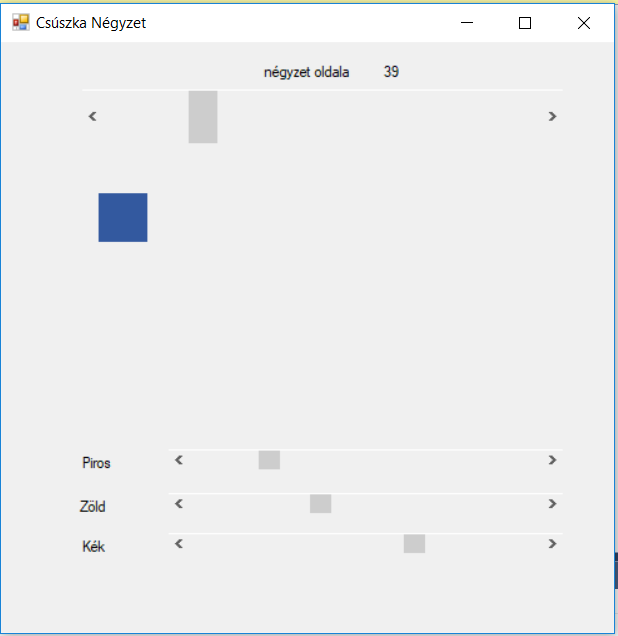 Csúszka Négyzet
négyzet oldala 39
Piros
Zöld
Kék